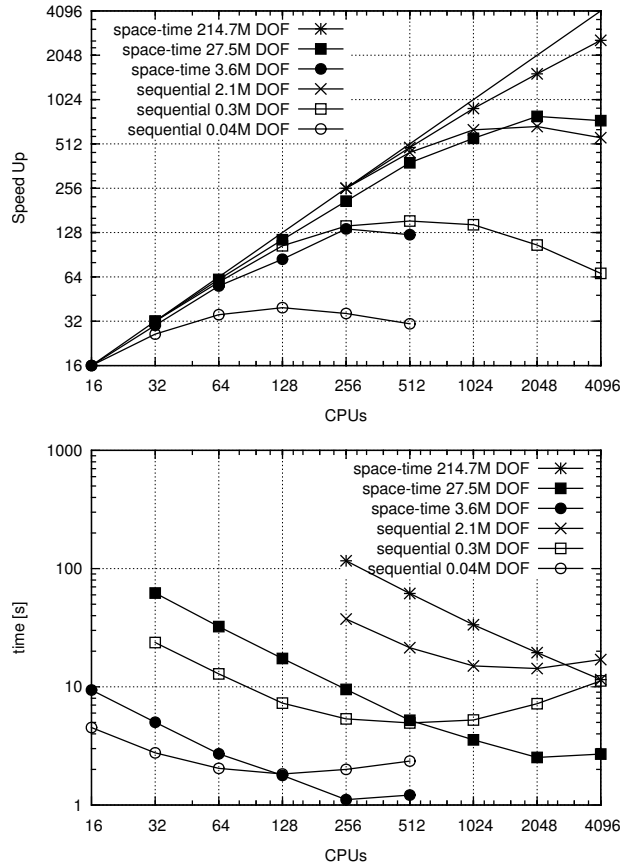 4096
2048
1024
512
256
128
64
32
16
Speed Up
space-time 214.7M DOF
space-time 27.5M DOF
space-time 3.6M DOF
sequential 2.1M DOF
sequential 0.3M DOF
sequential 0.04M DOF
16 32 64 128 256 512 1024 2048 4096
CPUs
1000
100
10
1
time [s]
space-time 214.7M DOF
space-time 27.5M DOF
space-time 3.6M DOF
sequential 2.1M DOF
sequential 0.3M DOF
sequential 0.04M DOF
16 32 64 128 256 512 1024 2048 4096
CPUs